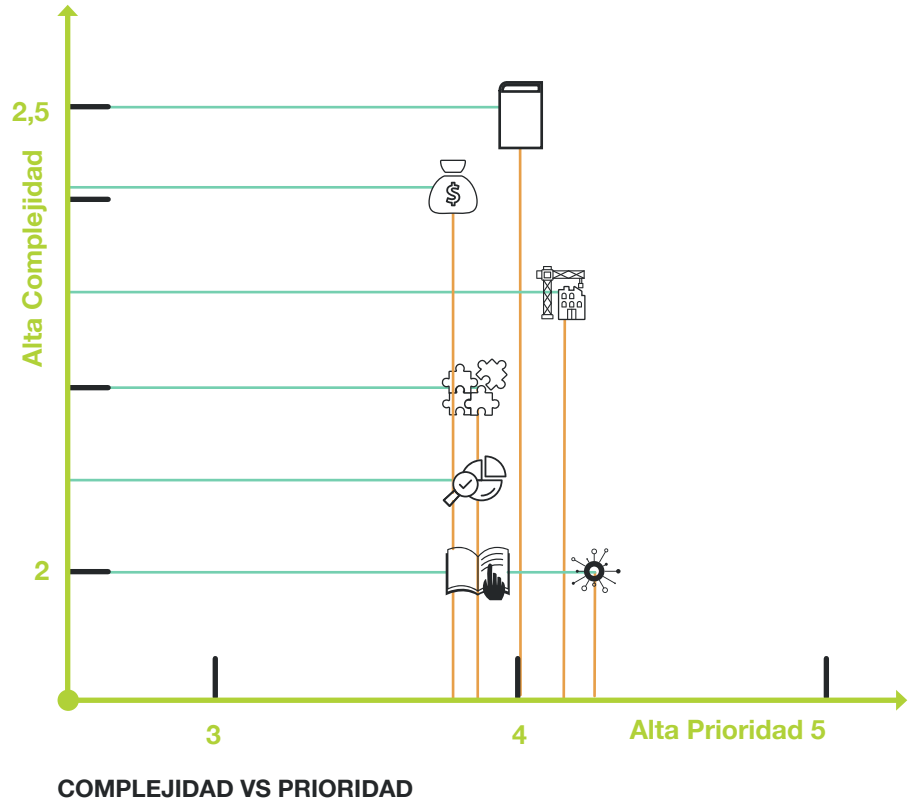 2,5
Alta Complejidad
$
2
3
4
Alta Prioridad 5
COMPLEJIDAD VS PRIORIDAD